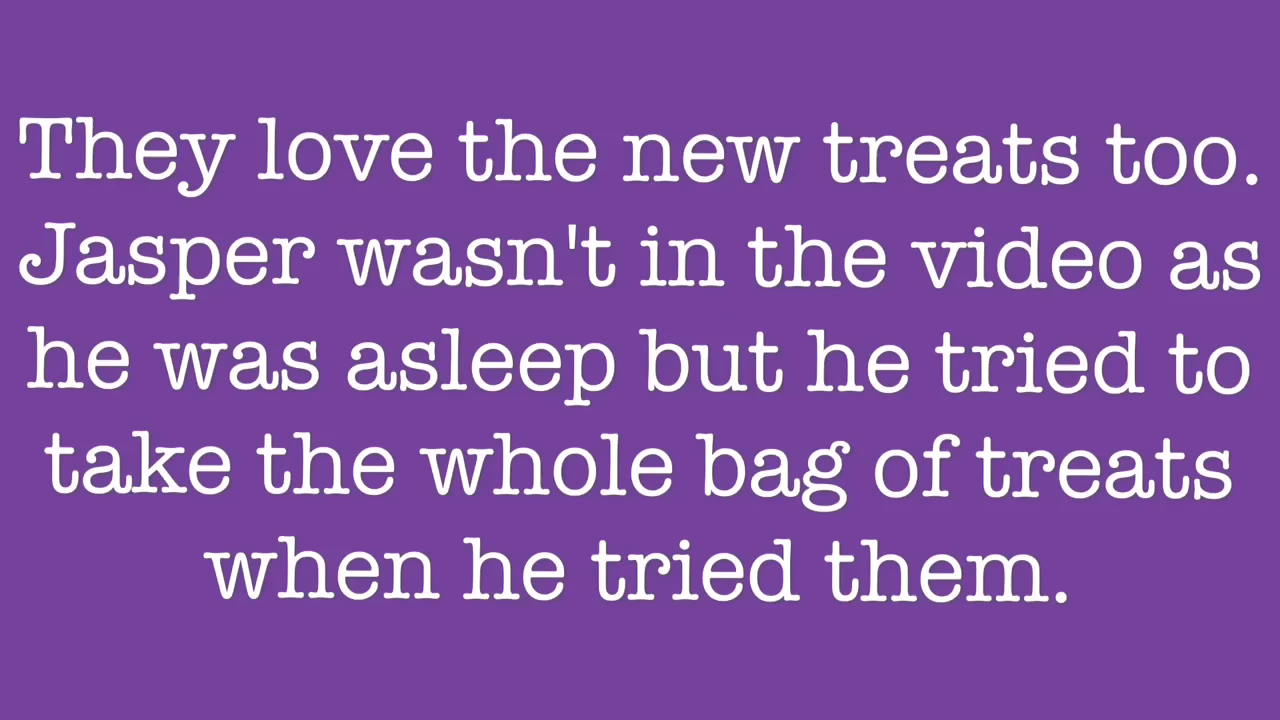 They love the new treats too.
Jasper wasn't in the video as
he was asleep but he tried to
take the whole bag of treats
when he tried them.